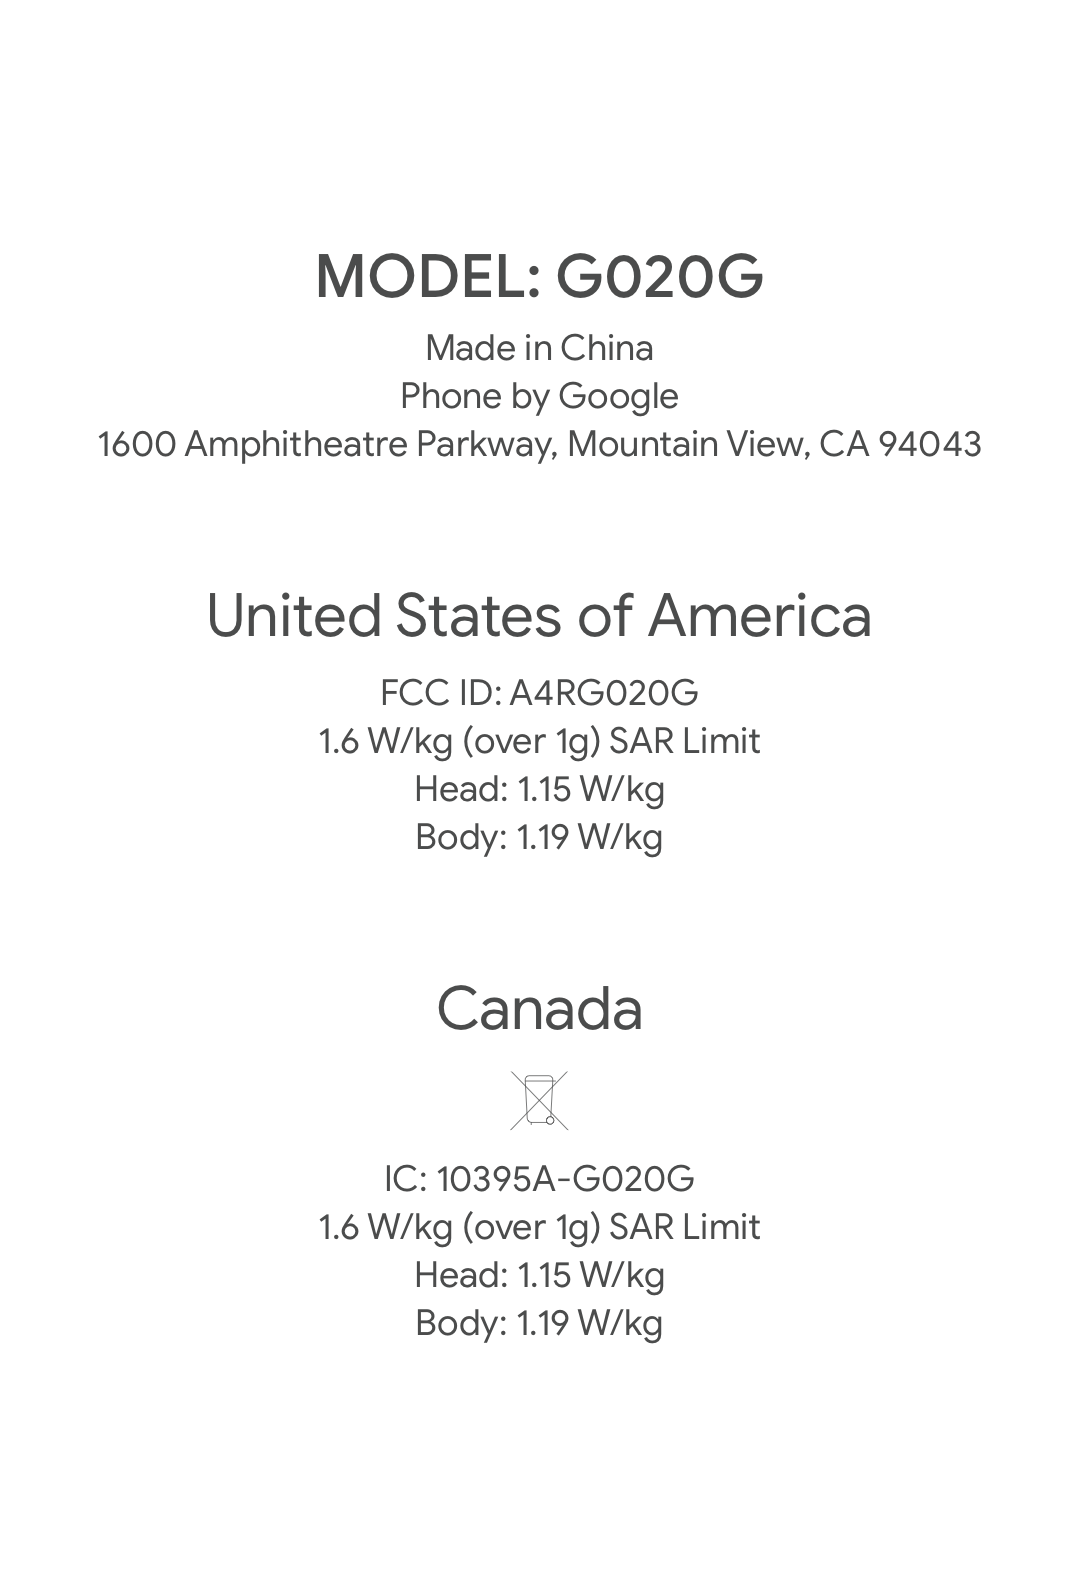 MODEL: G020G
Made in China
Phone by Google
1600 Amphitheatre Parkway, Mountain View, CA 94043
United States of America
FCC ID: A4RG020G
1.6 W/kg (over 1g) SAR Limit
Head: 1.15 W/kg
Body: 1.19 W/kg
Canada
IC: 10395A-G020G
1.6 W/kg (over 1g) SAR Limit
Head: 1.15 W/kg
Body: 1.19 W/kg